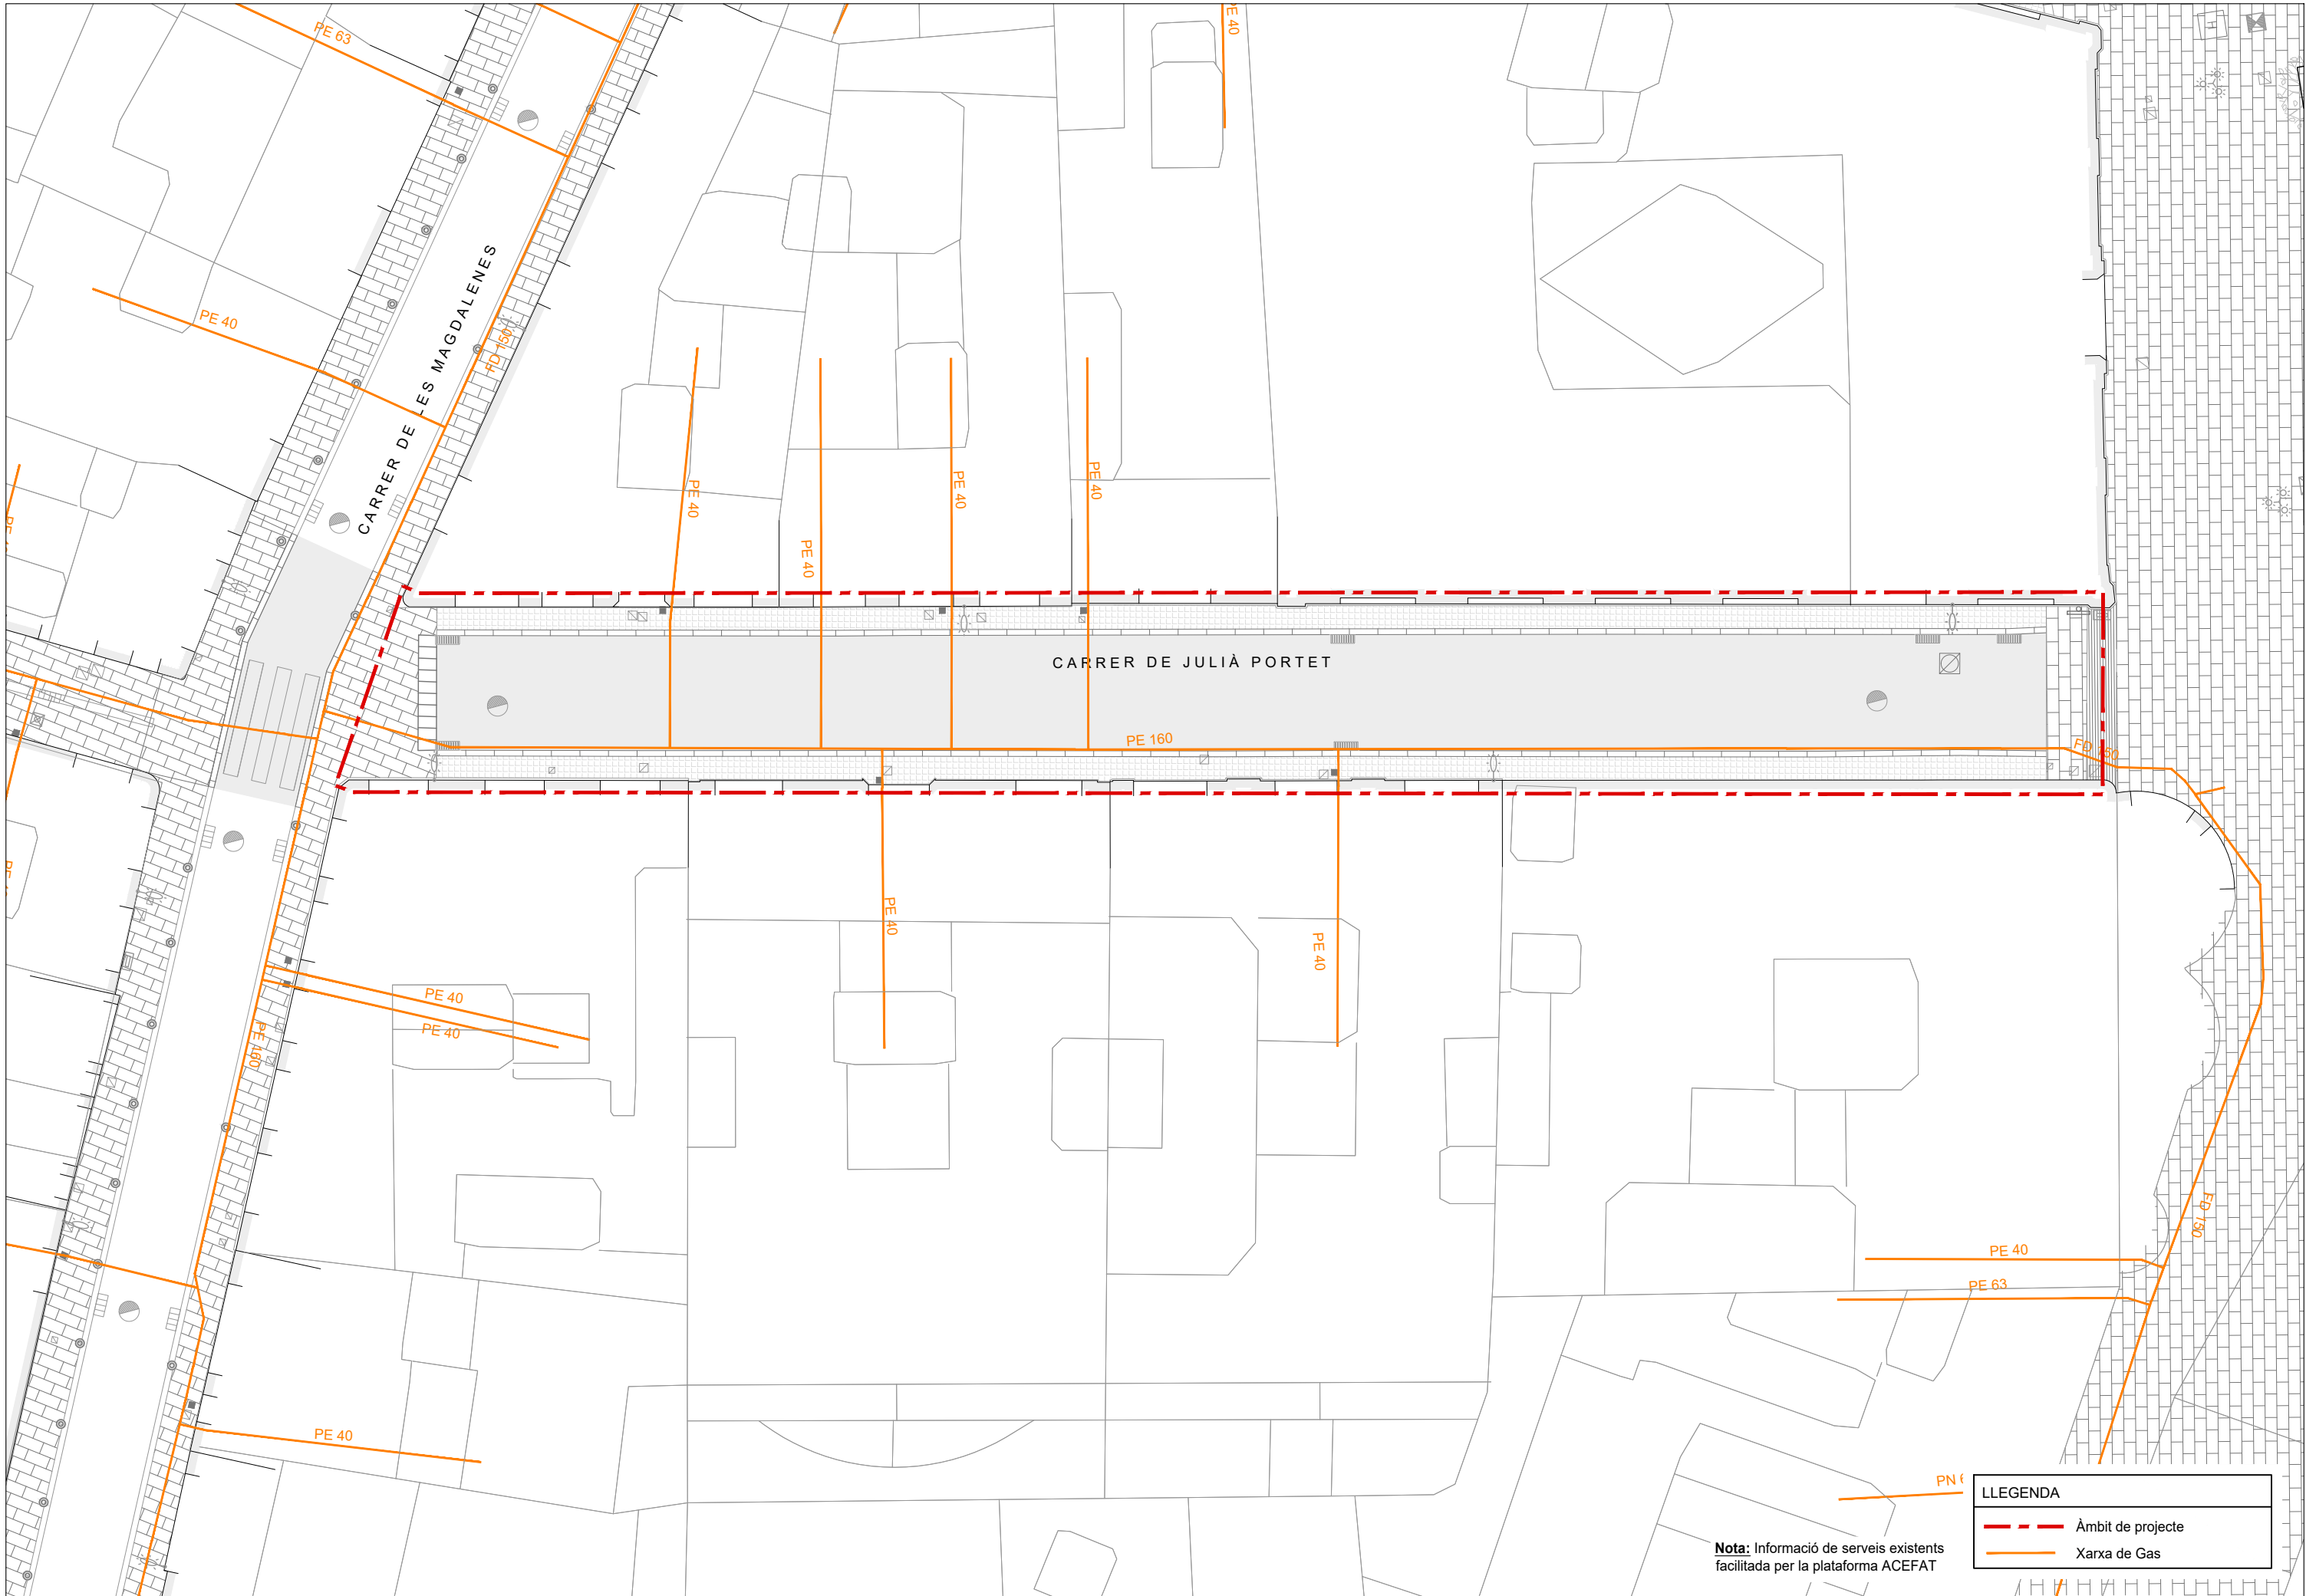 PE 40
PE 63
PE 40
CARRER DE LES MAGDALENES
FD 150
PE 40
PE 40
PE 40
PE 40
CARRER DE JULIÀ PORTET
PE 160
FD 150
PE 40
PE 40
PE 40
PE 40
PE 160
FD 150
PE 40
PE 63
PE 40
PN
LLEGENDA
Àmbit de projecte
Xarxa de Gas
Nota: Informació de serveis existents
facilitada per la plataforma ACEFAT